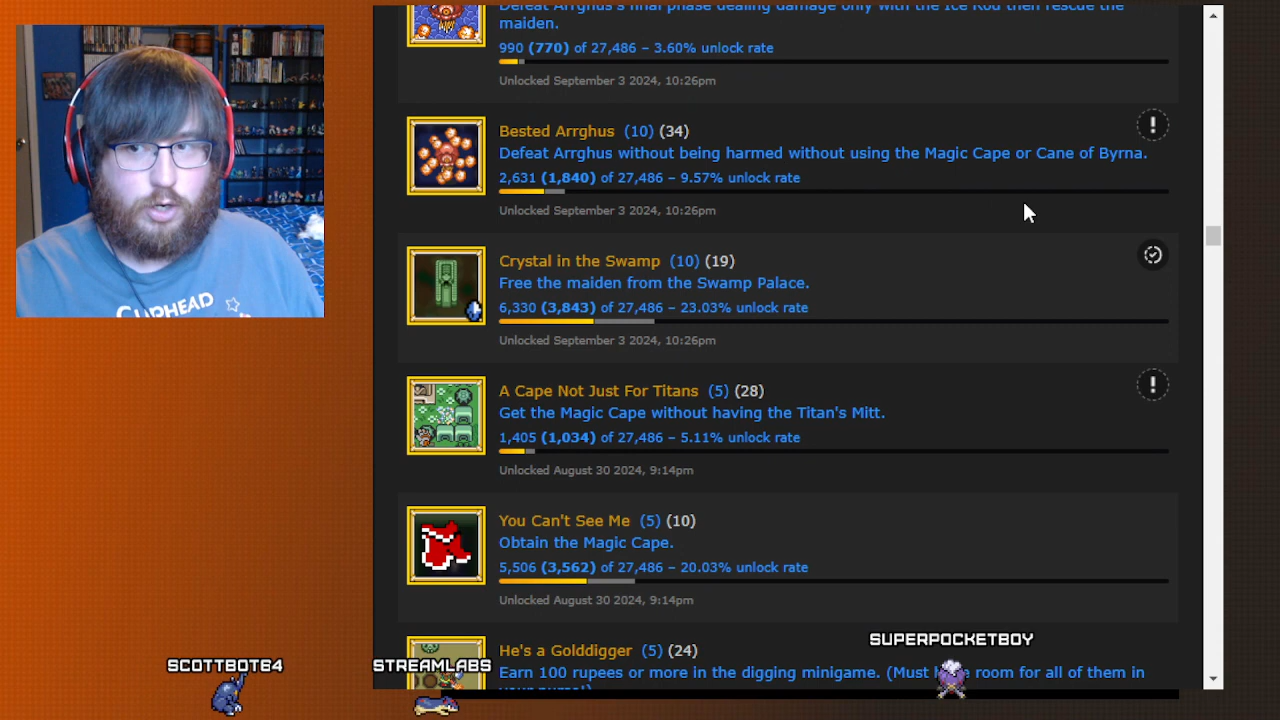 Defeat Arrghus's final phase dealing damage only with the Ice Rod then rescue the
maiden.
990 (770) of 27,486 – 3.60% unlock rate
Unlocked September 3 2024, 10:26pm
Bested Arrghus (10) (34)
Defeat Arrghus without being harmed without using the Magic Cape or Cane of Byrna.
2,631 (1,840) of 27,486 – 9.57% unlock rate
Unlocked September 3 2024, 10:26pm
Crystal in the Swamp (10) (19)
Free the maiden from the Swamp Palace.
6,330 (3,843) of 27,486 – 23.03% unlock rate
Unlocked September 3 2024, 10:26pm
A Cape Not Just For Titans (5) (28)
Get the Magic Cape without having the Titan's Mitt.
1,405 (1,034) of 27,486 – 5.11% unlock rate
Unlocked August 30 2024, 9:14pm
You Can't See Me (5) (10)
Obtain the Magic Cape.
5,506 (3,562) of 27,486 – 20.03% unlock rate
Unlocked August 30 2024, 9:14pm
He's a Golddigger (5) (24)
Earn 100 rupees or more in the digging minigame. (Must room for all of them in
CUPHEAD
SCOTTBOT64
STREAMLABS
SUPERPOCKETBOY